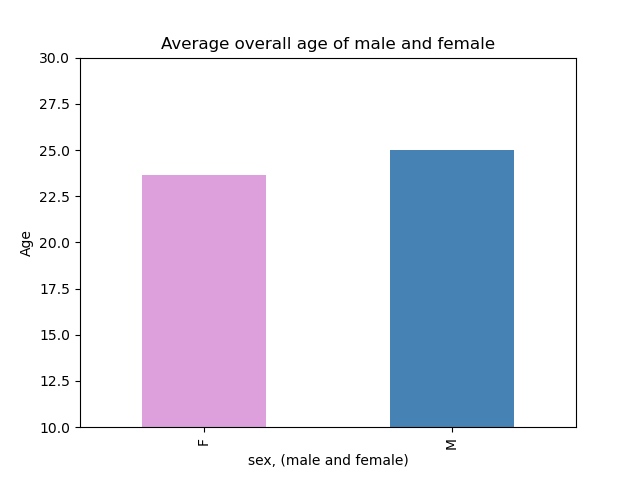 Average overall age of male and female
30.0
27.5
25.0
22.5
20.0
17.5
15.0
12.5
10.0
Age
F
M
sex, (male and female)